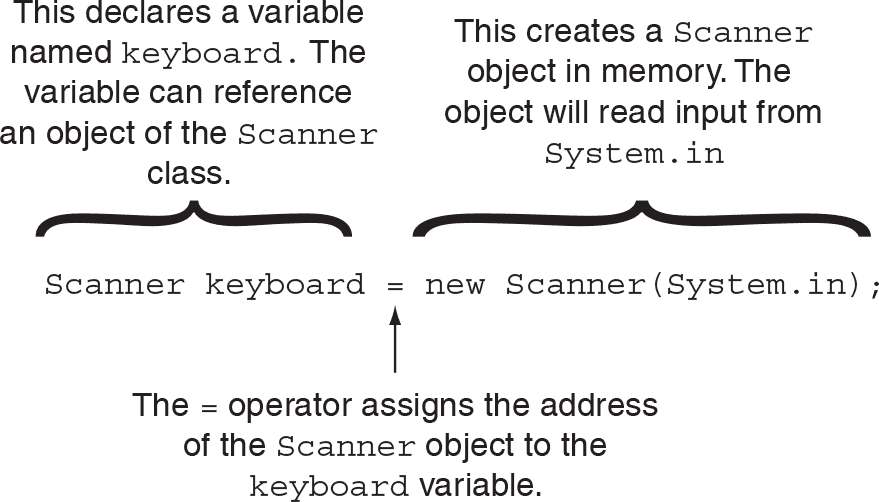 This declares a variable
named keyboard. The
variable can reference
an object of the Scanner
class.
This creates a Scanner
object in memory. The
object will read input from
System.in
Scanner keyboard = new Scanner(System.in);
The = operator assigns the address
of the Scanner object to the
keyboard variable.